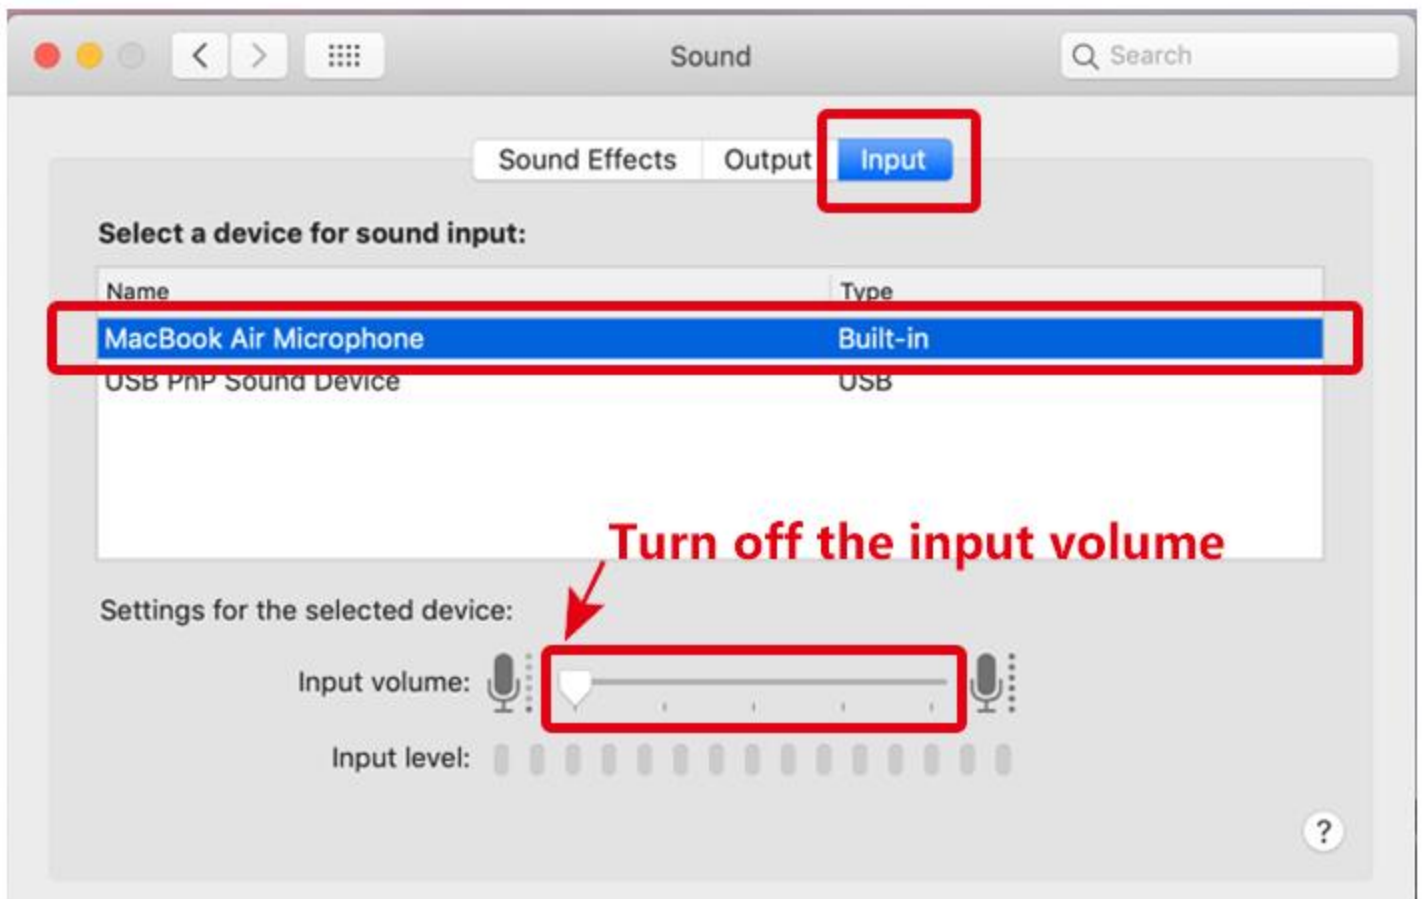 Sound
Search
Sound Effects Output Input
Select a device for sound input:
Name Type
MacBook Air Microphone Built-in
USB PnP Sound Device USB
Turn off the input volume
Settings for the selected device:
Input volume:
Input level:
?